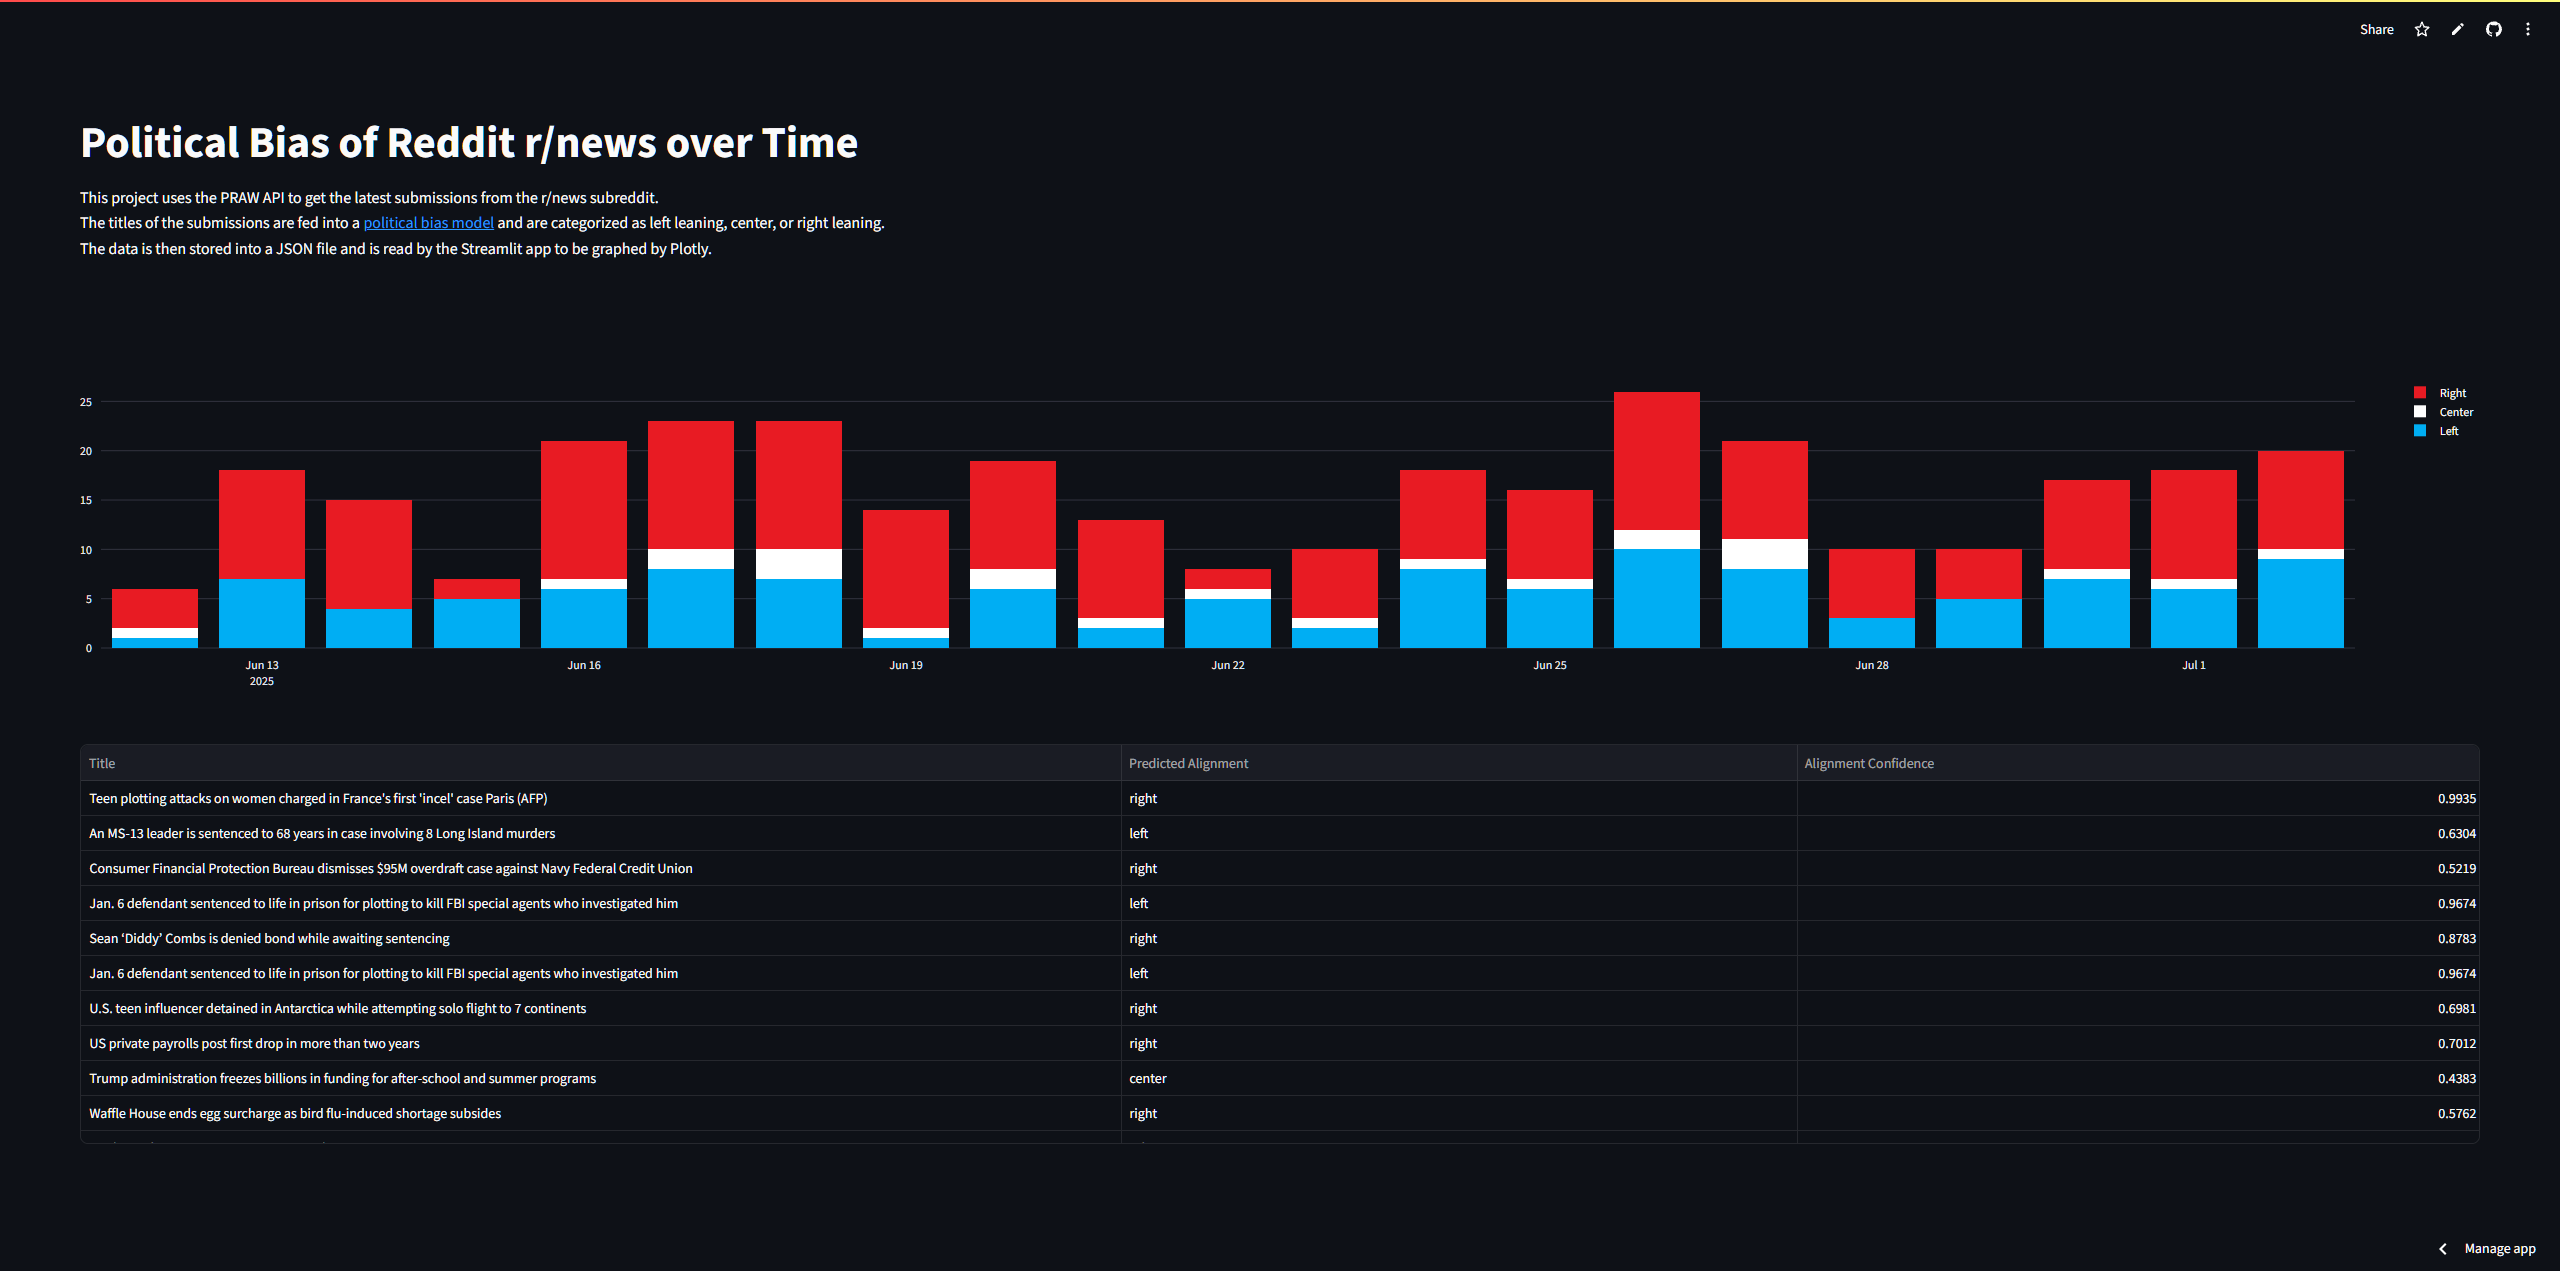 Share
Political Bias of Reddit r/news over Time
This project uses the PRAW API to get the latest submissions from the r/news subreddit.
The titles of the submissions are fed into a political bias model and are categorized as left leaning, center, or right leaning.
The data is then stored into a JSON file and is read by the Streamlit app to be graphed by Plotly.
25
20
15
10
5
0
Jun 13 Jun 16 Jun 19 Jun 22 Jun 25 Jun 28 Jul 1
2025
Right
Center
Left
Title Predicted Alignment Alignment Confidence
Teen plotting attacks on women charged in France's first 'incel' case Paris (AFP) right 0.9935
An MS-13 leader is sentenced to 68 years in case involving 8 Long Island murders left 0.6304
Consumer Financial Protection Bureau dismisses $95M overdraft case against Navy Federal Credit Union right 0.5219
Jan. 6 defendant sentenced to life in prison for plotting to kill FBI special agents who investigated him left 0.9674
Sean ‘Diddy’ Combs is denied bond while awaiting sentencing right 0.8783
Jan. 6 defendant sentenced to life in prison for plotting to kill FBI special agents who investigated him left 0.9674
U.S. teen influencer detained in Antarctica while attempting solo flight to 7 continents right 0.6981
US private payrolls post first drop in more than two years right 0.7012
Trump administration freezes billions in funding for after-school and summer programs center 0.4383
Waffle House ends egg surcharge as bird flu-induced shortage subsides right 0.5762
Manage app